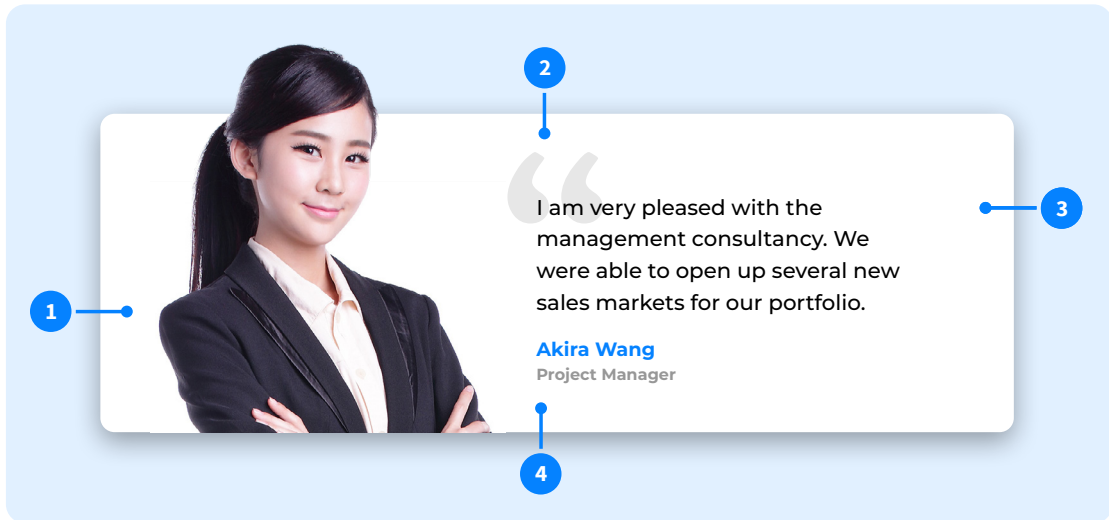 2
“
I am very pleased with the
management consultancy. We
were able to open up several new
sales markets for our portfolio.
3
1
Akira Wang
Project Manager
4